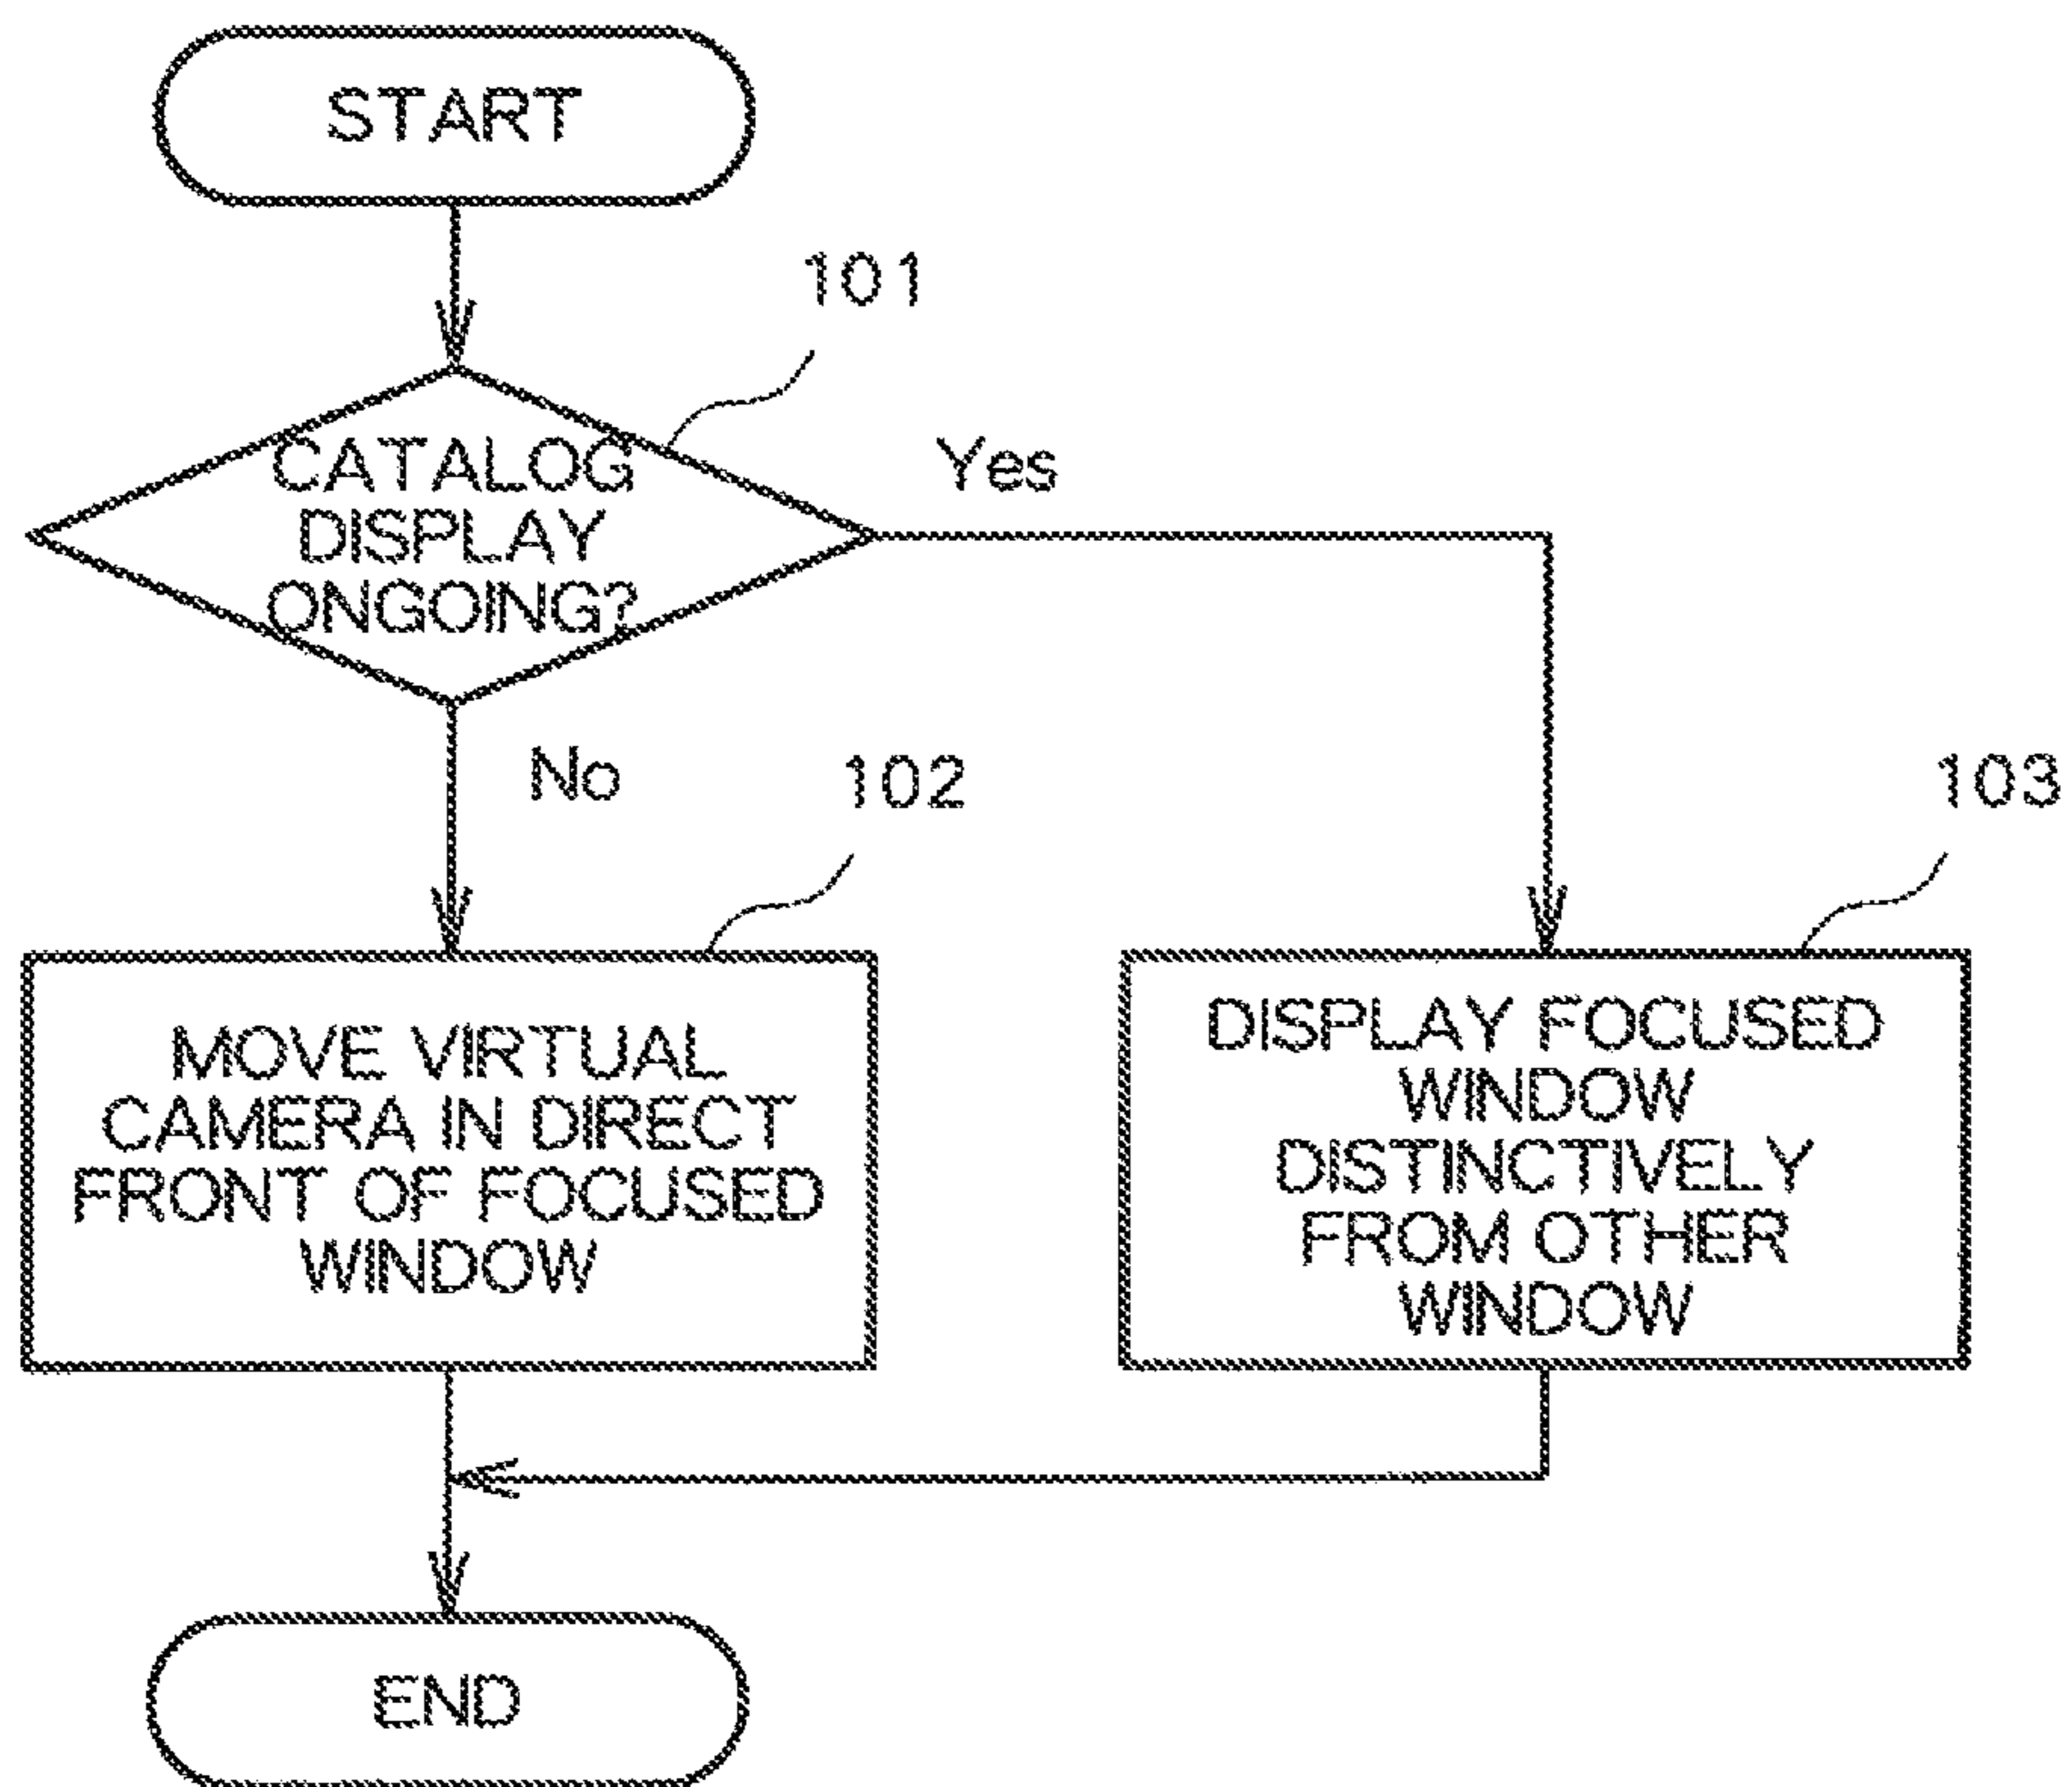 START
101
CATALOG
DISPLAY
ONGOING?
Yes
No
102
103
MOVE VIRTUAL
CAMERA IN DIRECT
FRONT OF FOCUSED
WINDOW
DISPLAY FOCUSED
WINDOW
DISTINCTIVELY
FROM OTHER
WINDOW
END